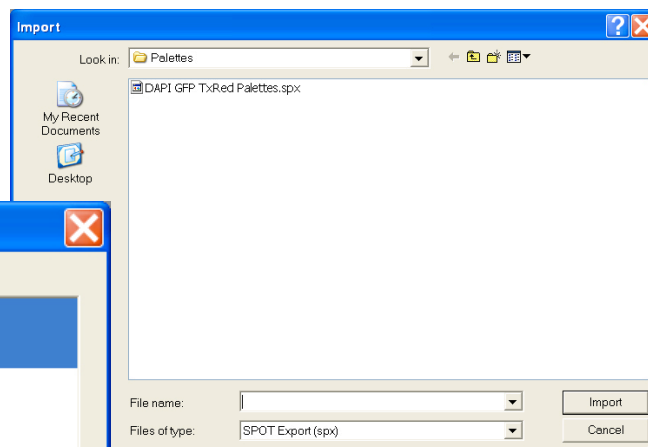 Import
Look in: Palettes
DAPI GFP TxRed Palettes.spx
My Recent
Documents
Desktop
File name: Import
Files of type: SPOT Export (spx) Cancel